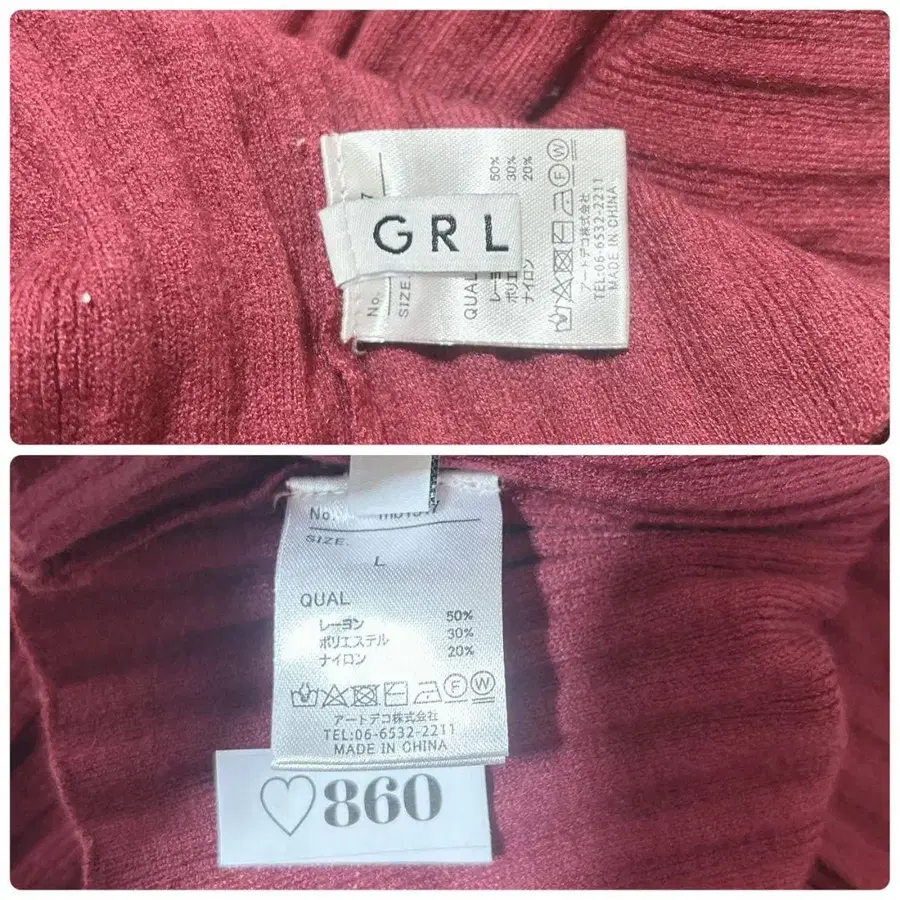 GRL
No.
SIZE.
QUAL
レーヨン 50%
ポリエ 30%
ナイロン 20%
F W
アートデコ株式会社
TEL:06-6532-2211
MADE IN CHINA
No.
SIZE.
L
QUAL
レーヨン 50%
ポリエステル 30%
ナイロン 20%
F W
アートデコ株式会社
TEL:06-6532-2211
MADE IN CHINA
♡860